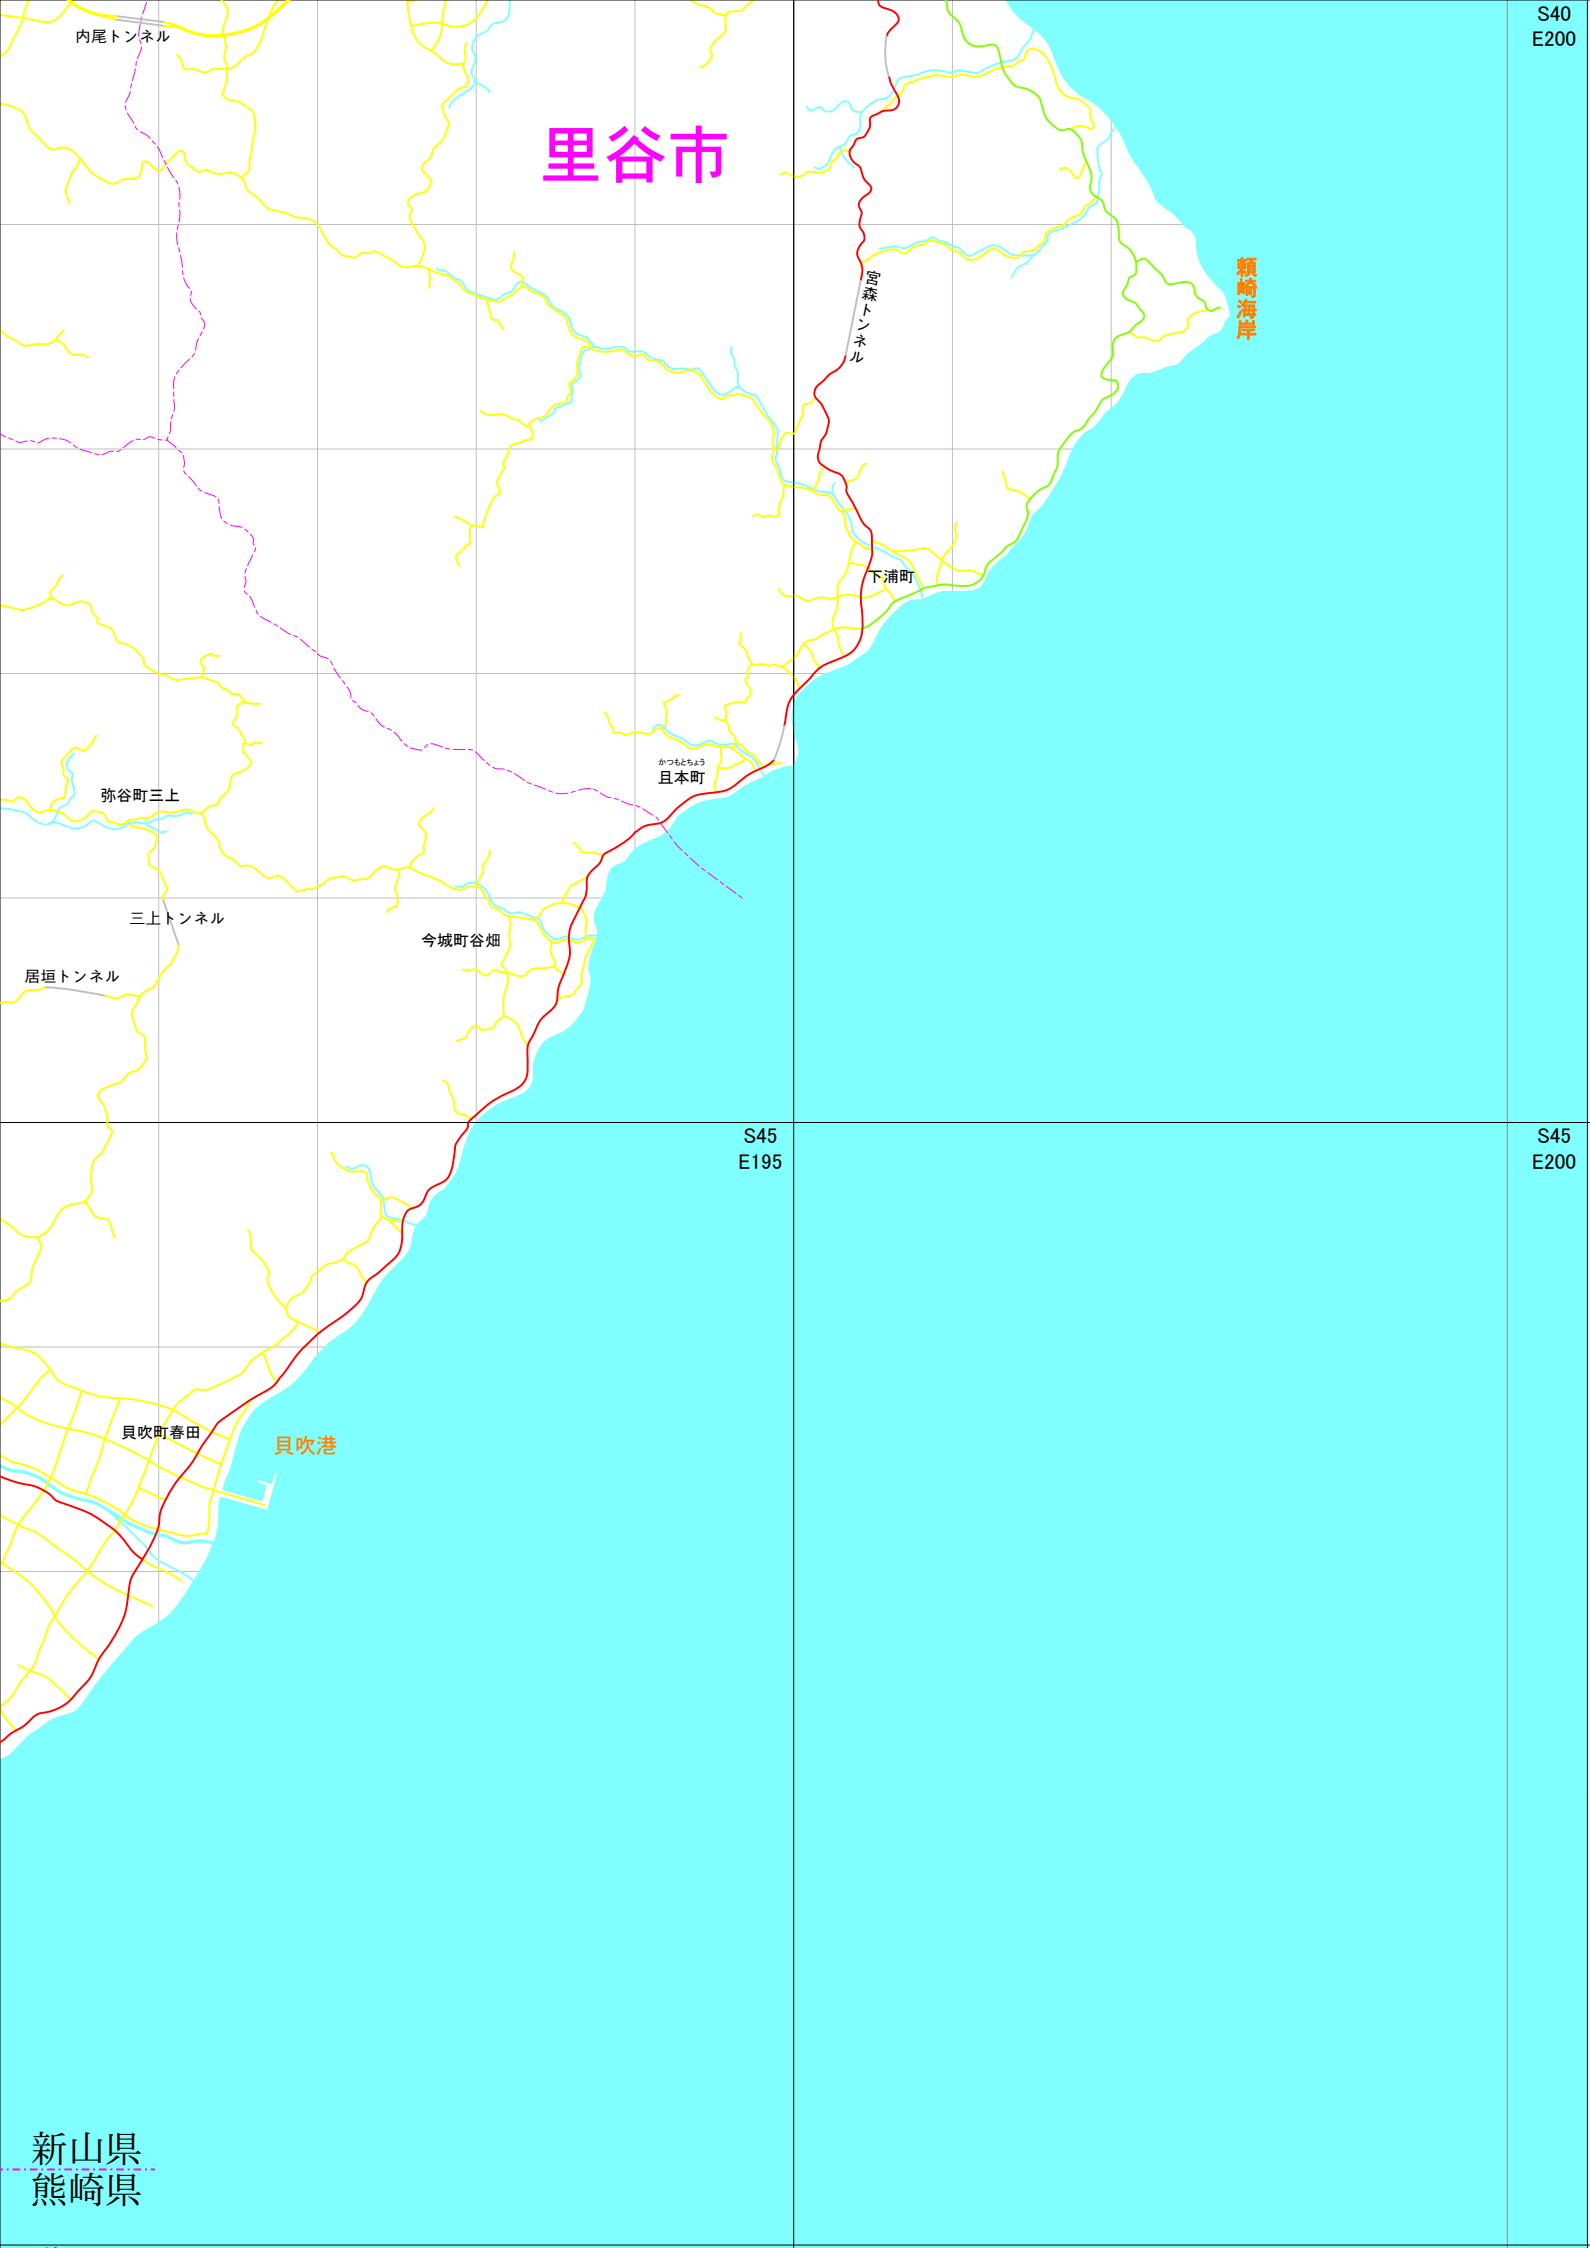 S40
E200
内尾トンネル
里谷市
頼崎海岸
宮森トンネル
下浦町
かつもとちょう
且本町
弥谷町三上
三上トンネル
今城町谷畑
居垣トンネル
S45
E195
S45
E200
貝吹町春田
貝吹港
新山県
熊崎県